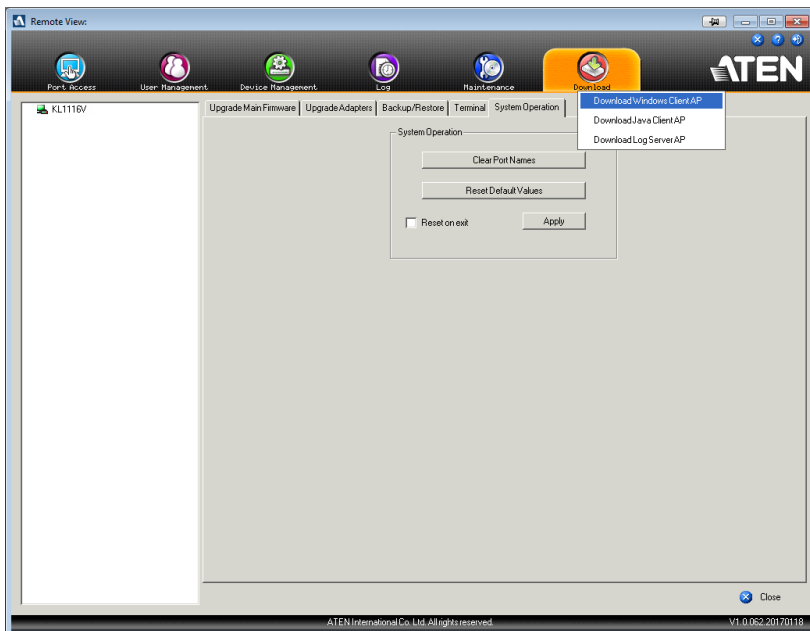 Remote View:
Port Access User Management Device Management Log Maintenance Download
ATEN
KL1116V
Upgrade Main Firmware Upgrade Adapters Backup/Restore Terminal System Operation
Download Windows Client AP
Download Java Client AP
Download Log Server AP
System Operation
Clear Port Names
Reset Default Values
Reset on exit Apply
Close
ATEN International Co. Ltd. All rights reserved. V1.0.062.20170118